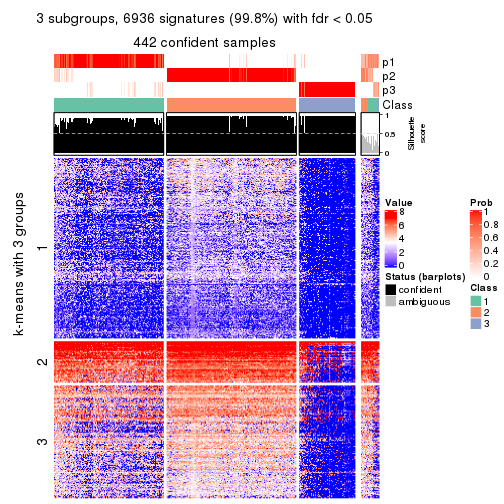 3 subgroups, 6936 signatures (99.8%) with fdr < 0.05
442 confident samples
p1
p2
p3
Class
1
0.5
0
Silhouette
score
k-means with 3 groups
1
2
3
Value
8
6
4
2
0
Status (barplots)
confident
ambiguous
Prob
1
0.8
0.6
0.4
0.2
0
Class
1
2
3